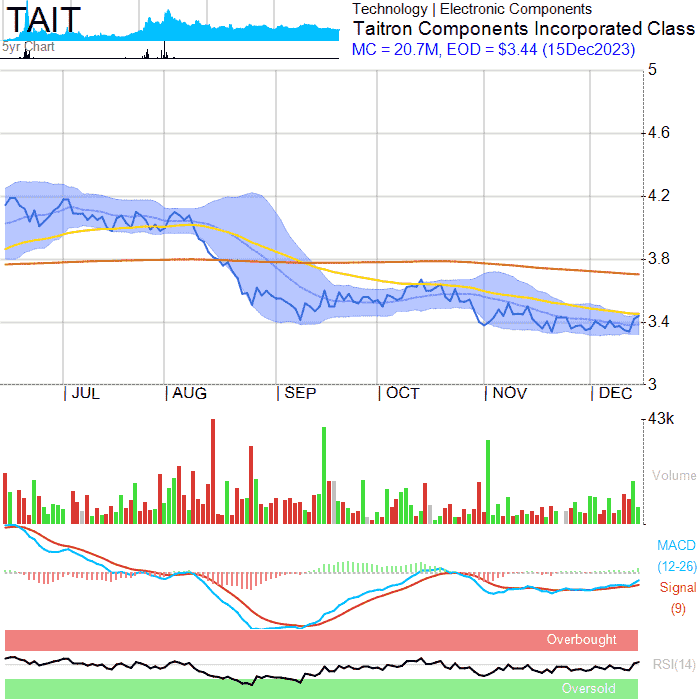 TAIT
5yr Chart
Technology | Electronic Components
Taitron Components Incorporated Class
MC = 20.7M, EOD = $3.44 (15Dec2023)
5
4.6
4.2
3.8
3.4
3
JUL AUG SEP OCT NOV DEC
43k
Volume
MACD
(12-26)
Signal
(9)
Overbought
RSI(14)
Oversold